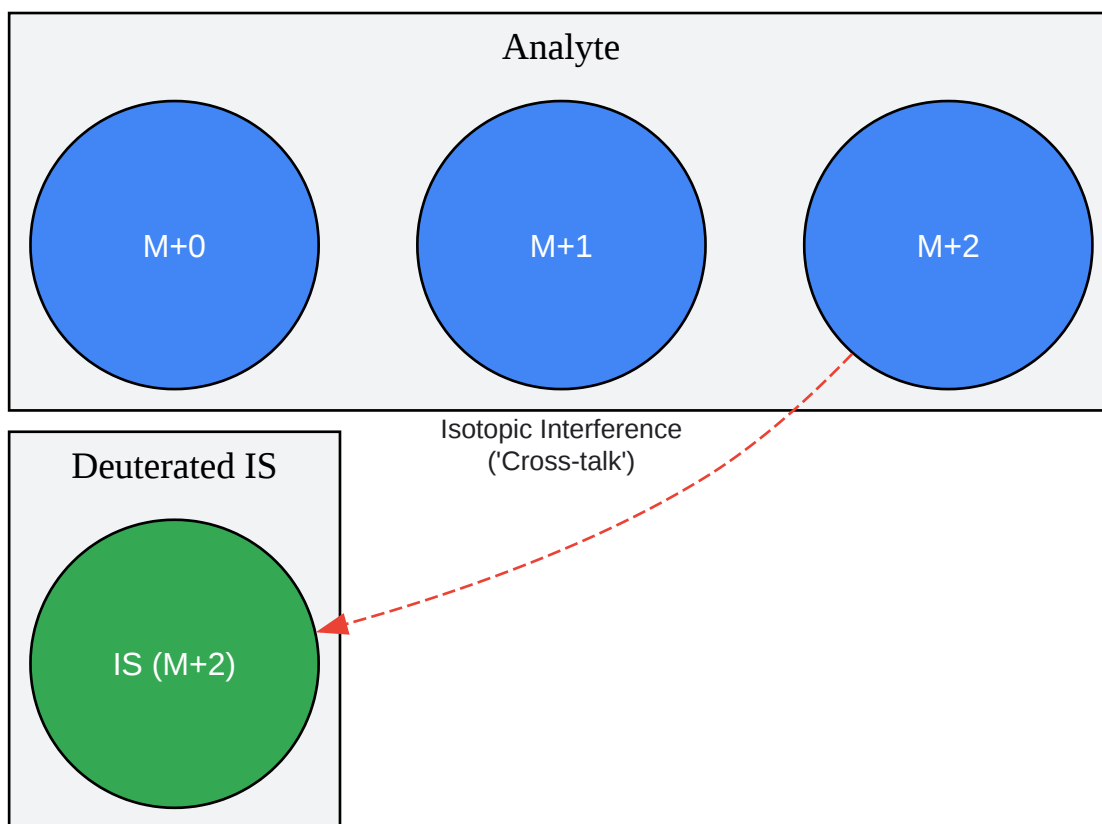 Analyte
M+0
M+1
M+2
Isotopic Interference
('Cross-talk')
Deuterated IS
IS (M+2)